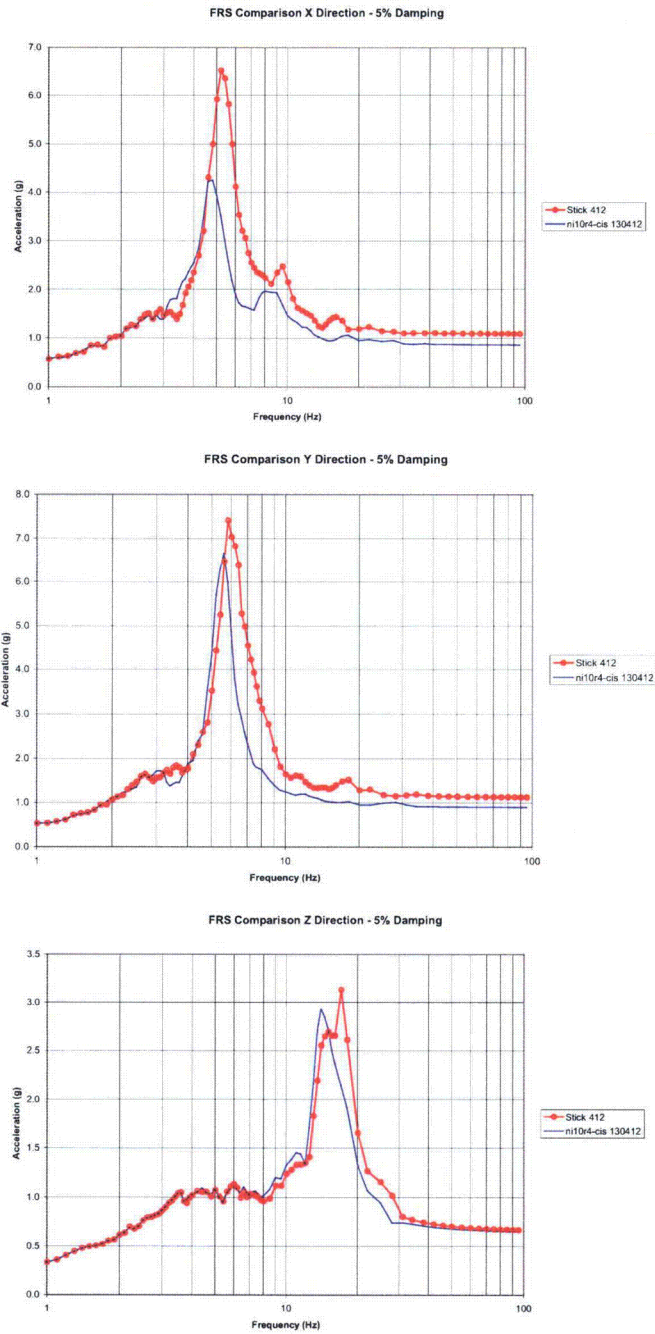 FRS Comparison X Direction - 5% Damping
7.0
6.0
5.0
4.0
3.0
2.0
1.0
0.0
Acceleration (g)
1
10
100
Frequency (Hz)
Stick 412
ni10r4-cis 130412
FRS Comparison Y Direction - 5% Damping
8.0
7.0
6.0
5.0
4.0
3.0
2.0
1.0
0.0
Acceleration (g)
1
10
100
Frequency (Hz)
Stick 412
ni10r4-cis 130412
FRS Comparison Z Direction - 5% Damping
3.5
3.0
2.5
2.0
1.5
1.0
0.5
0.0
Acceleration (g)
1
10
100
Frequency (Hz)
Stick 412
ni10r4-cis 130412